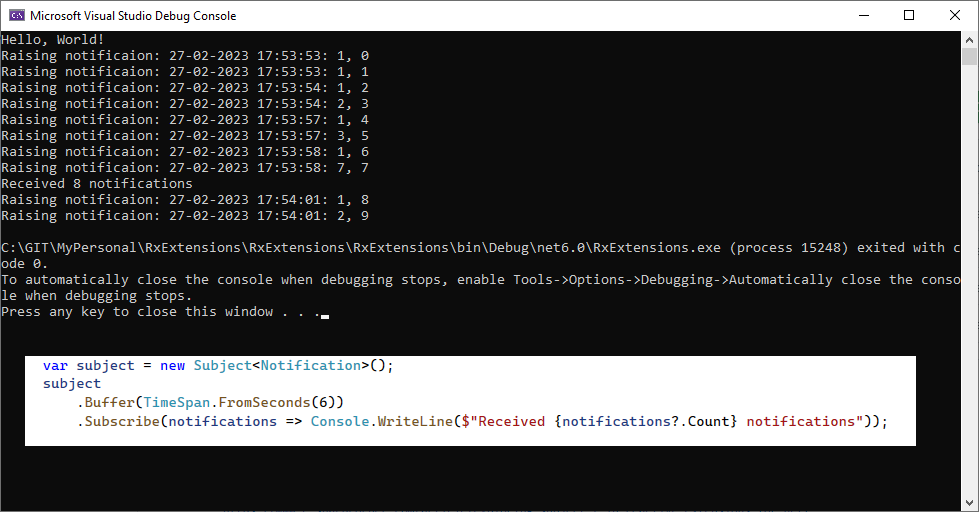 Microsoft Visual Studio Debug Console
Hello, World!
Raising notificaion: 27-02-2023 17:53:53: 1, 0
Raising notificaion: 27-02-2023 17:53:53: 1, 1
Raising notificaion: 27-02-2023 17:53:54: 1, 2
Raising notificaion: 27-02-2023 17:53:54: 2, 3
Raising notificaion: 27-02-2023 17:53:57: 1, 4
Raising notificaion: 27-02-2023 17:53:57: 3, 5
Raising notificaion: 27-02-2023 17:53:58: 1, 6
Raising notificaion: 27-02-2023 17:53:58: 7, 7
Received 8 notifications
Raising notificaion: 27-02-2023 17:54:01: 1, 8
Raising notificaion: 27-02-2023 17:54:01: 2, 9
C:\GIT\MyPersonal\RxExtensions\RxExtensions\RxExtensions\bin\Debug\net6.0\RxExtensions.exe (process 15248) exited with c
ode 0.
To automatically close the console when debugging stops, enable Tools->Options->Debugging->Automatically close the conso
le when debugging stops.
Press any key to close this window . . .
var subject = new Subject<Notification>();
subject
.Buffer(TimeSpan.FromSeconds(6))
.Subscribe(notifications => Console.WriteLine($"Received {notifications?.Count} notifications"));